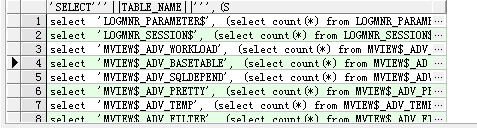 'SELECT''' ||TABLE_NAME||''', (S
1 select 'LOGMNR_PARAMETER$', (select count(*) from LOGMNR_PARAM ...
2 select 'LOGMNR_SESSION$', (select count(*) from LOGMNR_SESSION$ ...
3 select 'MVIEW$_ADV_WORKLOAD', (select count(*) from MVIEW$_ADV ...
4 select 'MVIEW$_ADV_BASETABLE', (select count(*) from MVIEW$_AD ...
5 select 'MVIEW$_ADV_SQLDEPEND', (select count(*) from MVIEW$_AD ...
6 select 'MVIEW$_ADV_PRETTY', (select count(*) from MVIEW$_ADV_P ...
7 select 'MVIEW$_ADV_TEMP', (select count(*) from MVIEW$_ADV_TEM ...
8 select 'MVIEW$_ADV_FILTER', (select count(*) from MVIEW$_ADV_F ...